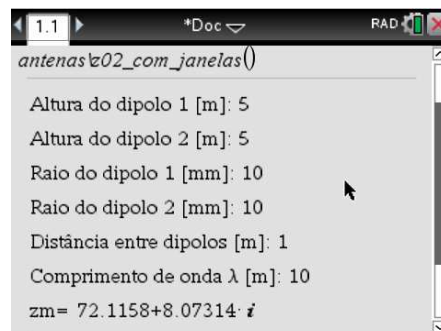 1.1 *Doc RAD
antenas\z02_com_janelas()
Altura do dipolo 1 [m]: 5
Altura do dipolo 2 [m]: 5
Raio do dipolo 1 [mm]: 10
Raio do dipolo 2 [mm]: 10
Distância entre dipolos [m]: 1
Comprimento de onda λ [m]: 10
zm= 72.1158+8.07314· i